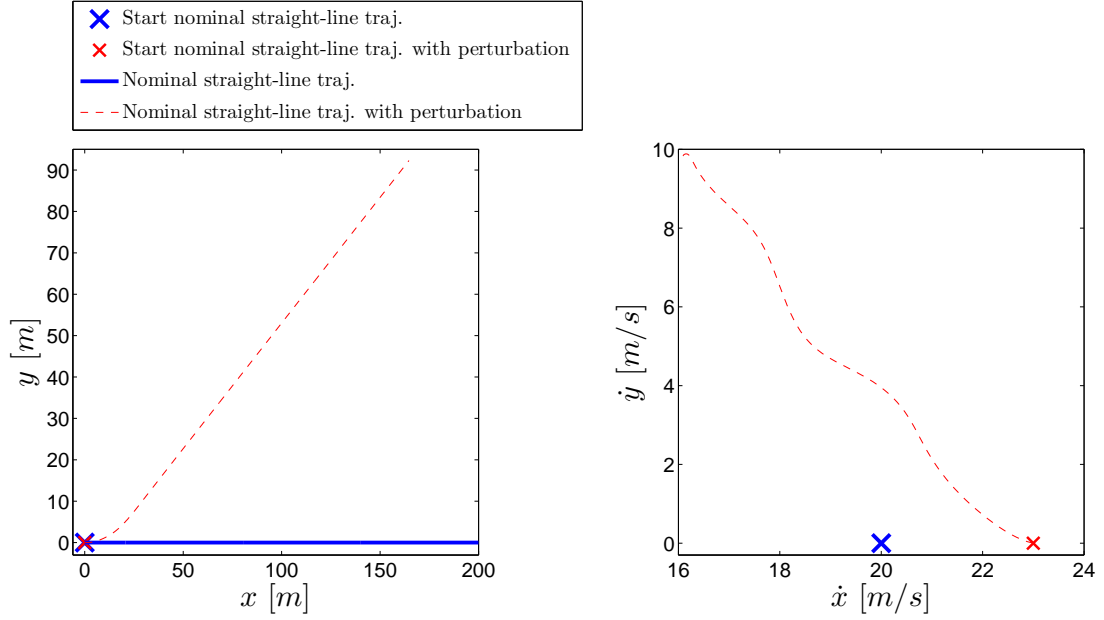 Start nominal straight-line traj.
Start nominal straight-line traj. with perturbation
Nominal straight-line traj.
Nominal straight-line traj. with perturbation
90
80
70
60
50
40
30
20
10
0
y [m]
0 50 100 150 200
x [m]
10
8
6
4
2
0
ẏ [m/s]
16 18 20 22 24
ẋ [m/s]